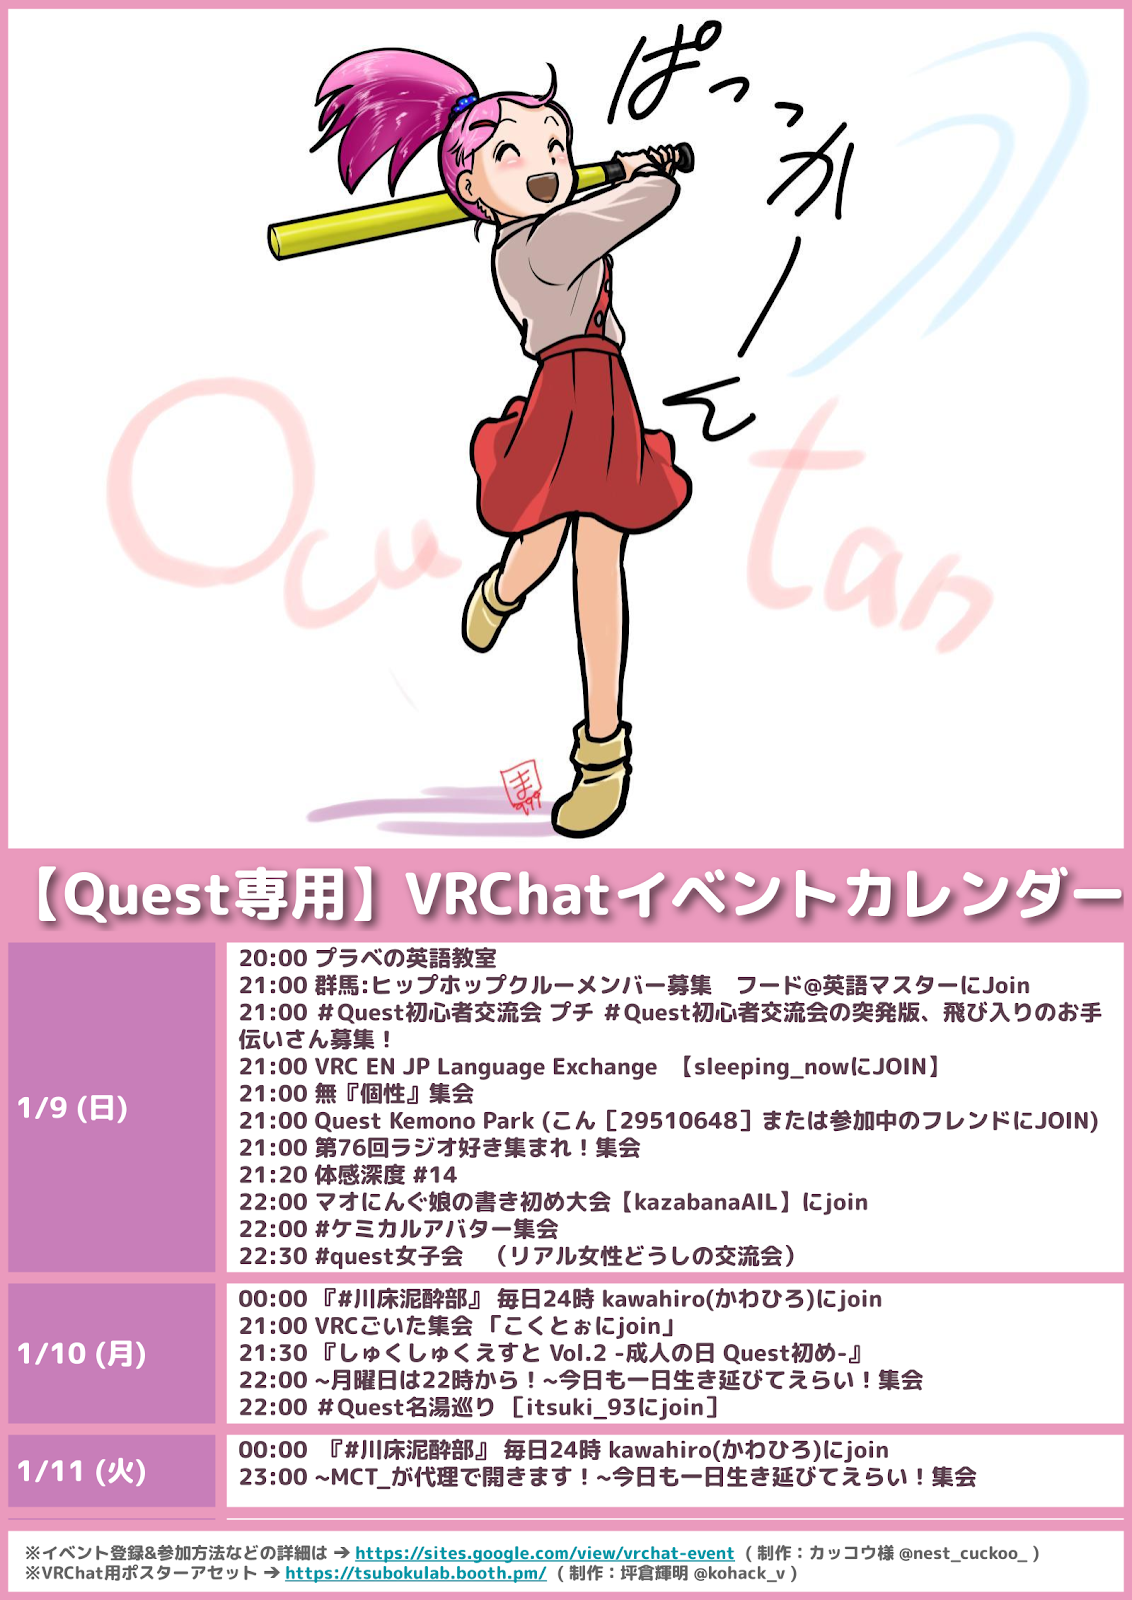 ぱっっかーん
Ocu tan
ま
999
【Quest専用】VRChatイベントカレンダー
1/9 (日)
20:00 プラベの英語教室
21:00 群馬:ヒップホップクルーメンバー募集　フード@英語マスターにJoin
21:00 #Quest初心者交流会 プチ #Quest初心者交流会の突発版、飛び入りのお手
伝いさん募集！
21:00 VRC EN JP Language Exchange 【sleeping_nowにJOIN】
21:00 無『個性』集会
21:00 Quest Kemono Park (こん［29510648］または参加中のフレンドにJOIN)
21:00 第76回ラジオ好き集まれ！集会
21:20 体感深度 #14
22:00 マオにんぐ娘の書き初め大会【kazabanaAIL】にjoin
22:00 #ケミカルアバター集会
22:30 #quest女子会　（リアル女性どうしの交流会）
1/10 (月)
00:00 『#川床泥酔部』 毎日24時 kawahiro(かわひろ)にjoin
21:00 VRCごいた集会 「こくとぉにjoin」
21:30 『しゅくしゅくえすと Vol.2 -成人の日 Quest初め-』
22:00 ~月曜日は22時から！~今日も一日生き延びてえらい！集会
22:00 #Quest名湯巡り ［itsuki_93にjoin］
1/11 (火)
00:00 『#川床泥酔部』 毎日24時 kawahiro(かわひろ)にjoin
23:00 ~MCT_が代理で開きます！~今日も一日生き延びてえらい！集会
※イベント登録&参加方法などの詳細は ➔ https://sites.google.com/view/vrchat-event ( 制作：カッコウ様 @nest_cuckoo_ )
※VRChat用ポスターアセット ➔ https://tsubokulab.booth.pm/ ( 制作：坪倉輝明 @kohack_v )